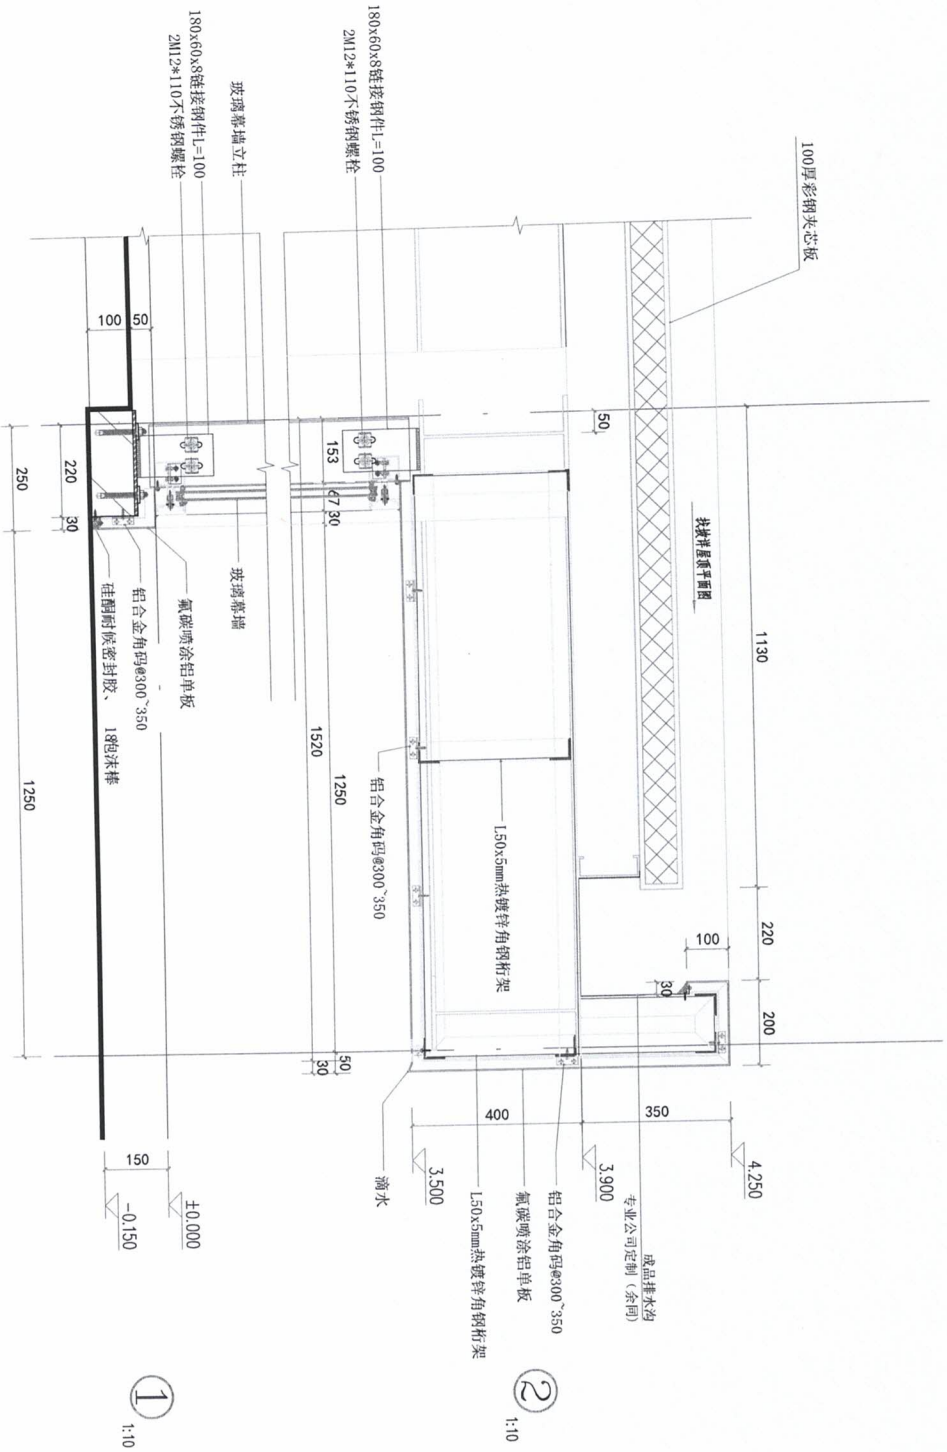 100厚彩钢夹芯板
180x60x8链接钢件L=100
2M12*110不锈钢螺栓
玻璃幕墙立柱
180x60x8链接钢件L=100
2M12*110不锈钢螺栓
50
1130
220
200
找坡详屋顶平面图
100
30
153
67
30
1520
1250
50
30
L50x5mm热镀锌角钢桁架
铝合金角码@300~350
400
350
4.250
3.900
3.500
成品排水沟
专业公司定制（余同）
铝合金角码@300~350
氟碳喷涂铝单板
L50x5mm热镀锌角钢桁架
滴水
玻璃幕墙
氟碳喷涂铝单板
铝合金角码@300~350
硅酮耐候密封胶、 18泡沫棒
50
100
220
30
250
1250
150
±0.000
-0.150
2
1:10
1
1:10